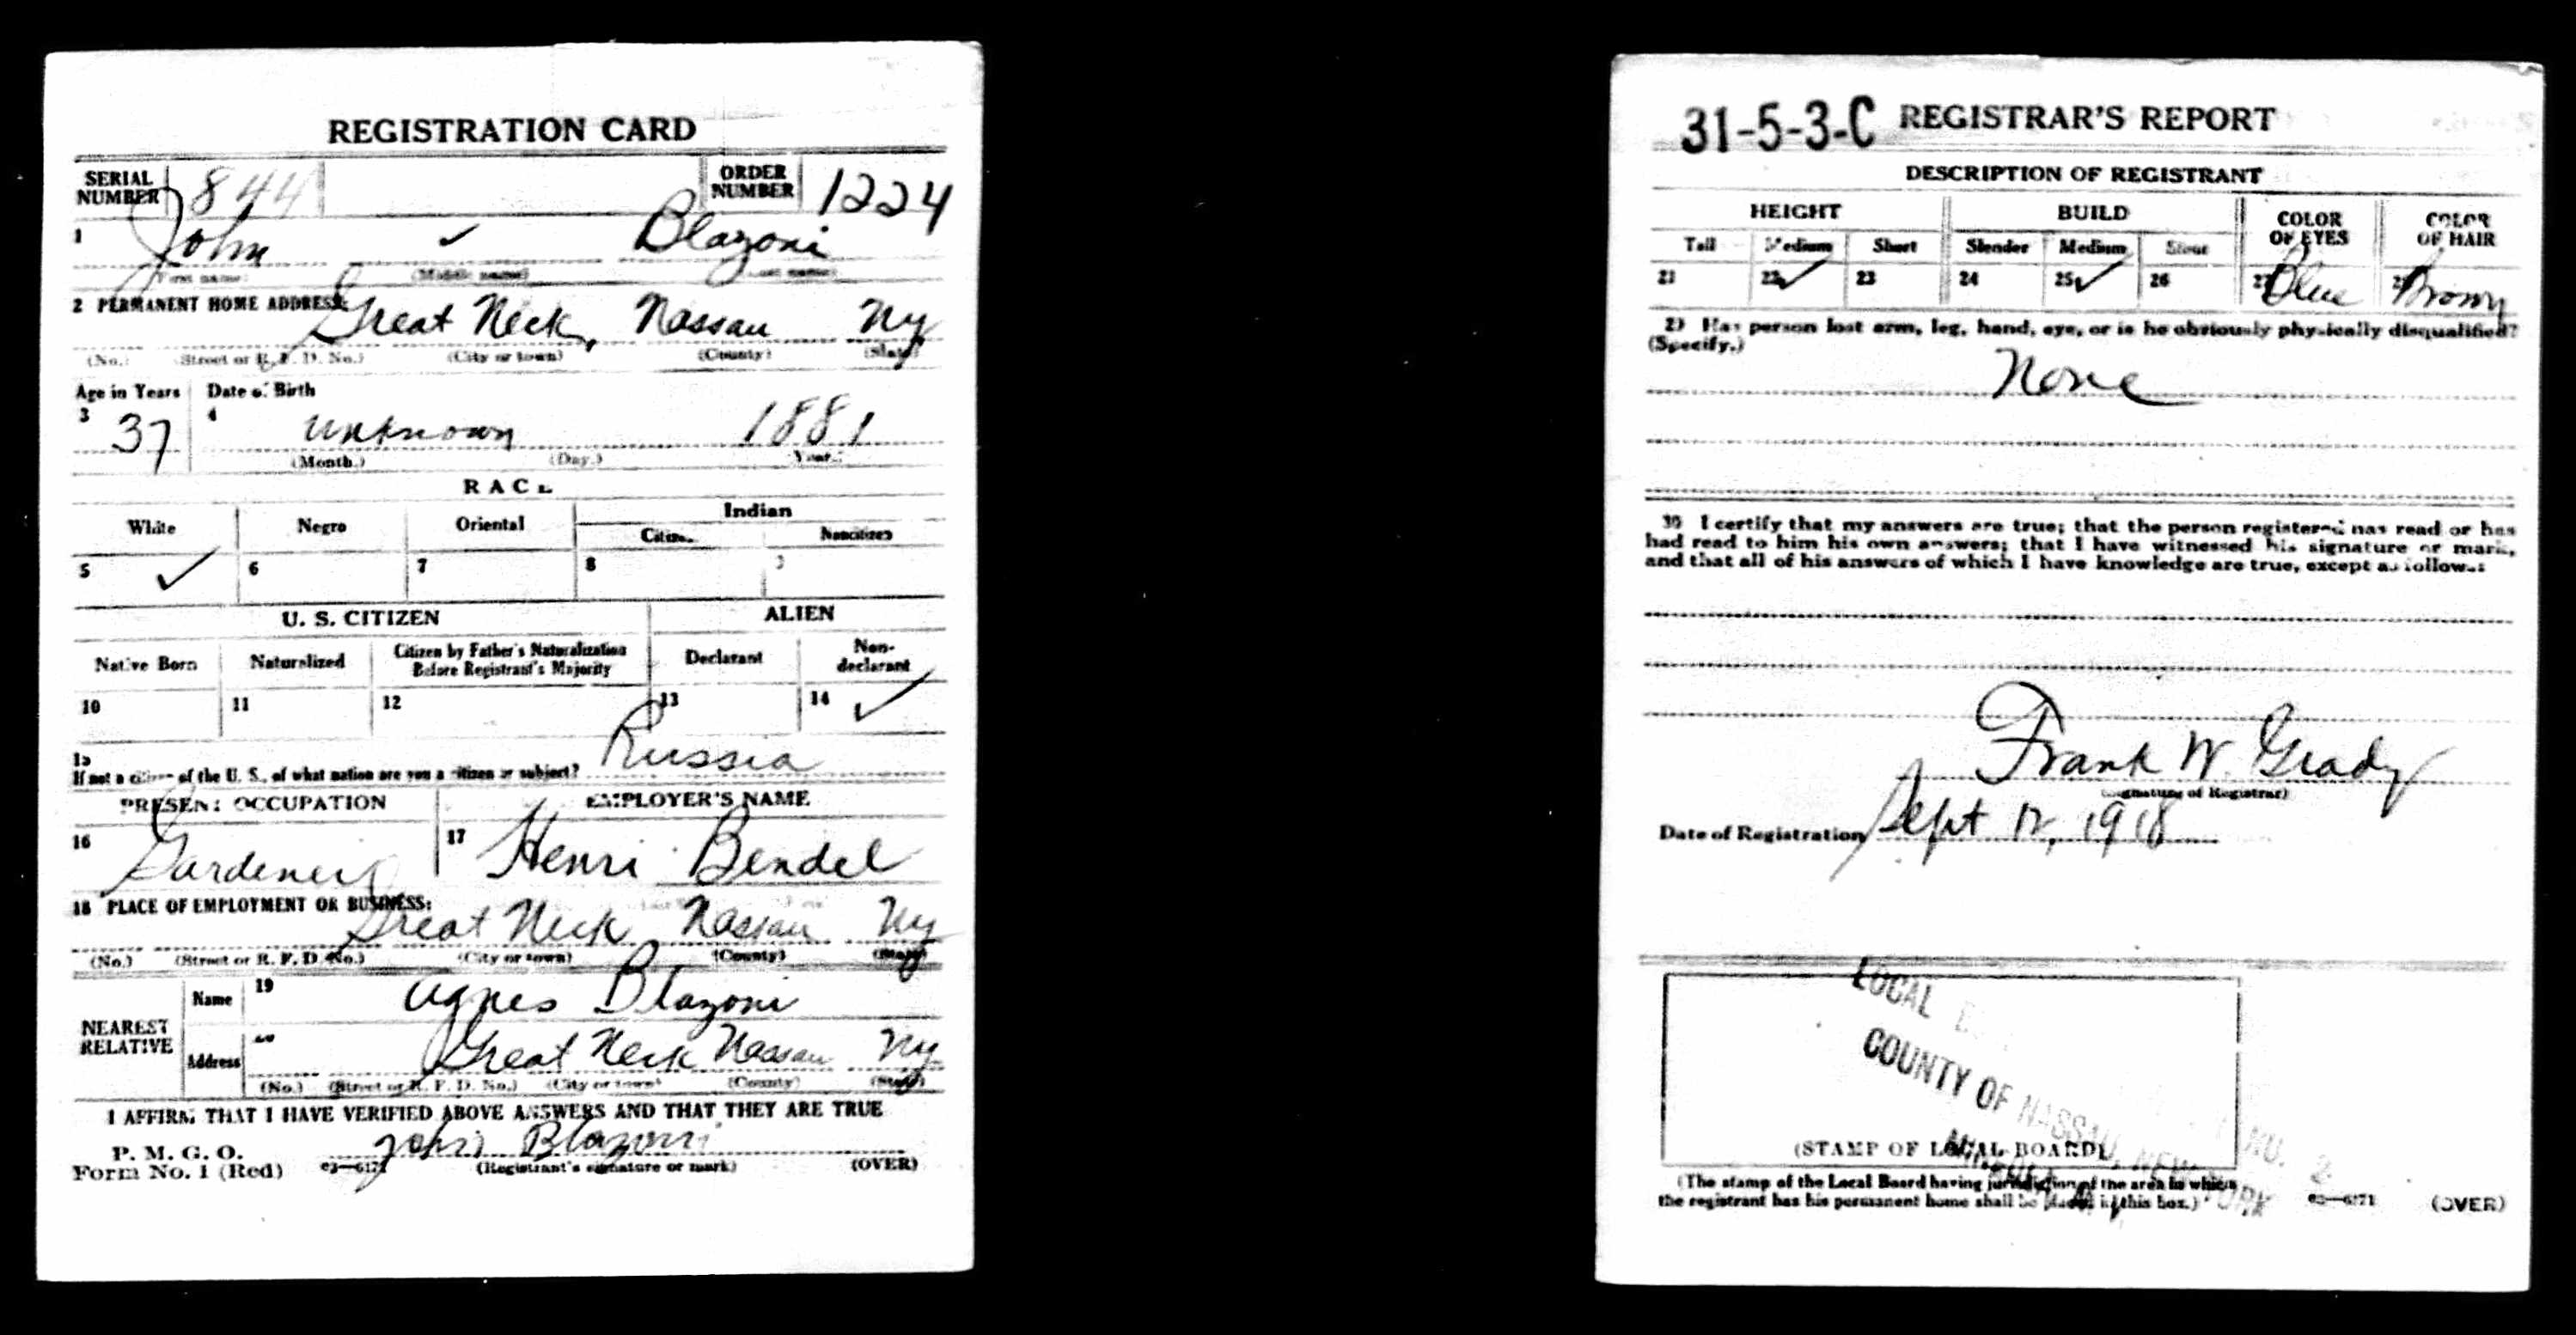 REGISTRATION CARD
SERIAL NUMBER 844 ORDER NUMBER 1224
1 John ✓ Blazoni
(First name) (Middle name) (Last name)
2 PERMANENT HOME ADDRESS:
Great Neck, Nassau Ny
(No.) (Street or R. F. D. No.) (City or town) (County) (State)
Age in Years Date of Birth
3 37 4 unknown 1881
(Month.) (Day.) (Year.)
RACE
White Negro Oriental Indian
Citizen Noncitizen
5 ✓ 6 7 8 9
U. S. CITIZEN ALIEN
Native Born Naturalized Citizen by Father's Naturalization Before Registrant's Majority Declarant Non-declarant
10 11 12 13 14 ✓
15 If not a citizen of the U. S., of what nation are you a citizen or subject? Russia
PRESENT OCCUPATION EMPLOYER'S NAME
16 Gardener 17 Henri Bendel
18 PLACE OF EMPLOYMENT OR BUSINESS:
Great Neck Nassau Ny
(No.) (Street or R. F. D. No.) (City or town) (County) (State)
NEAREST RELATIVE
Name 19 Agnes Blazoni
Address 20 Great Neck Nassau Ny
(No.) (Street or R. F. D. No.) (City or town) (County) (State)
I AFFIRM THAT I HAVE VERIFIED ABOVE ANSWERS AND THAT THEY ARE TRUE
P. M. G. O.
Form No. 1 (Red) 03—6171 John Blazoni
(Registrant's signature or mark) (OVER)
31-5-3-C REGISTRAR'S REPORT
DESCRIPTION OF REGISTRANT
HEIGHT BUILD COLOR OF EYES COLOR OF HAIR
Tall Medium Short Slender Medium Stout
21 22 ✓ 23 24 25 ✓ 26 27 Blue 28 Brown
29 Has person lost arm, leg, hand, eye, or is he obviously physically disqualified?
(Specify.)
None
30 I certify that my answers are true; that the person registered has read or has
had read to him his own answers; that I have witnessed his signature or mark,
and that all of his answers of which I have knowledge are true, except as follows:
Frank W. Grady
(Signature of Registrar)
Date of Registration Sept 12, 1918
LOCAL
COUNTY OF NASSAU, NEW YORK
NO. 2
(STAMP OF LOCAL BOARD)
(The stamp of the Local Board having jurisdiction of the area in which
the registrant has his permanent home shall be placed in this box.)
03—6171 (OVER)